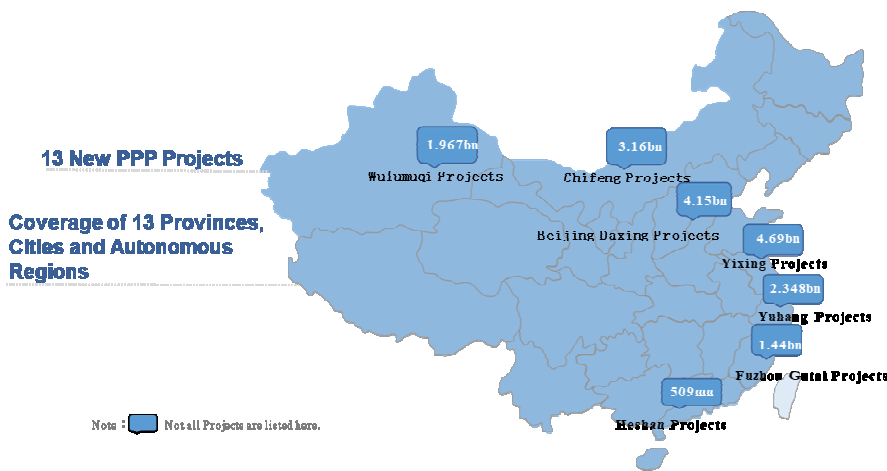 13 New PPP Projects
Coverage of 13 Provinces,
Cities and Autonomous
Regions
1.967bn
Wulumuqi Projects
3.16bn
Chifeng Projects
4.15bn
Beijing Daxing Projects
4.69bn
Yixing Projects
2.348bn
Yuhang Projects
1.44bn
Fuzhou Gutai Projects
509mn
Heshan Projects
Note: Not all Projects are listed here.